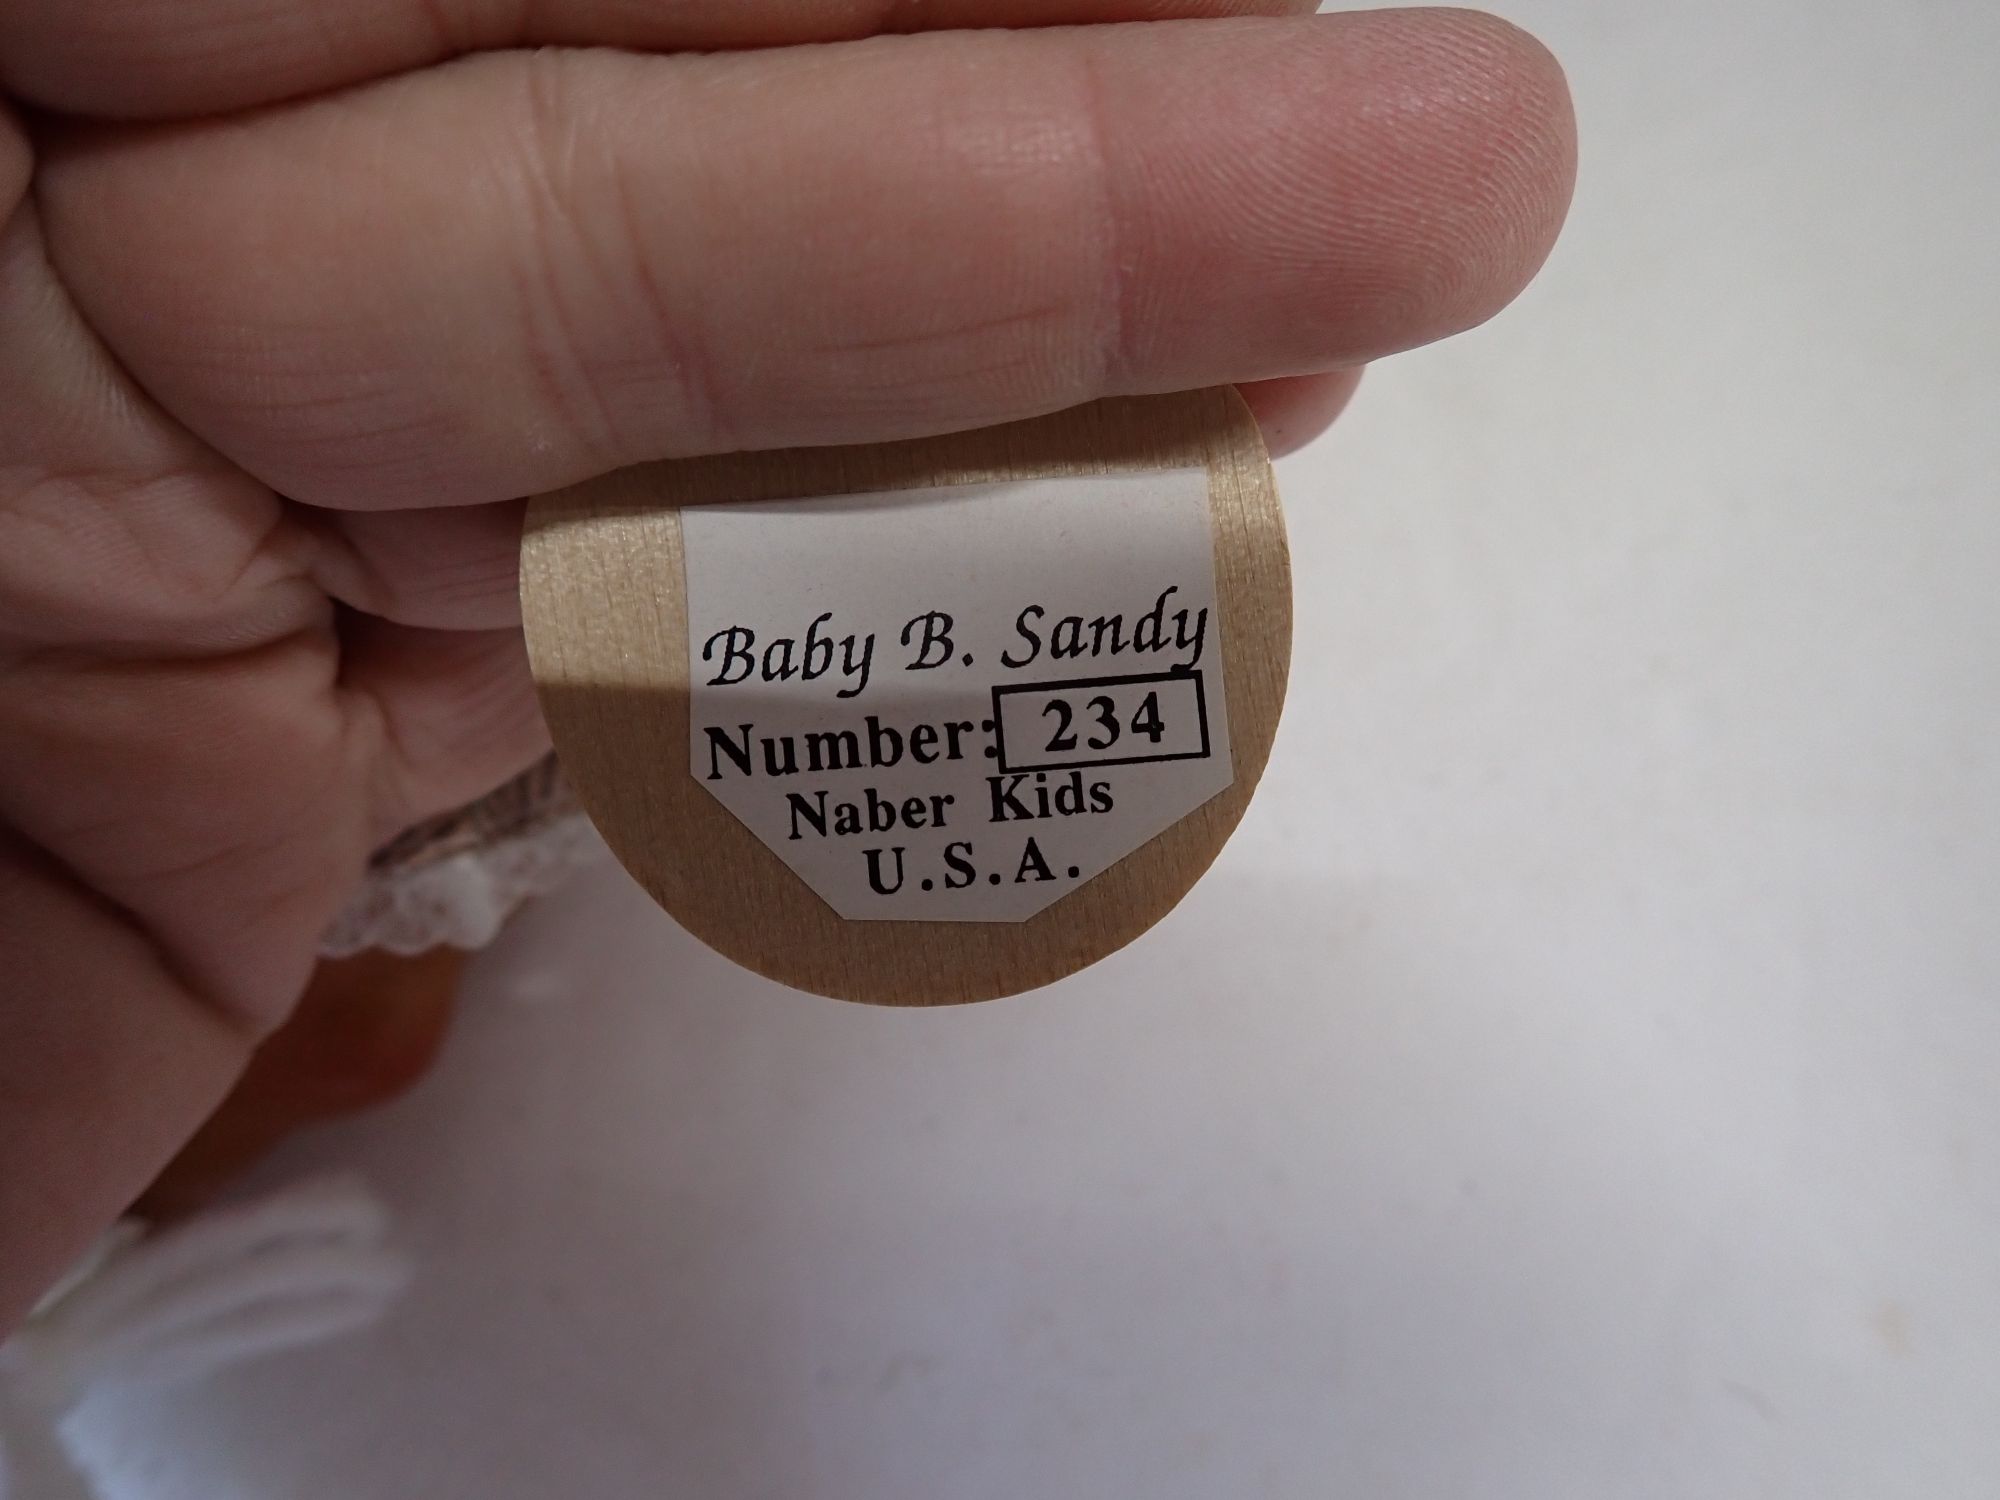 Baby B. Sandy
Number: 234
Naber Kids
U.S.A.